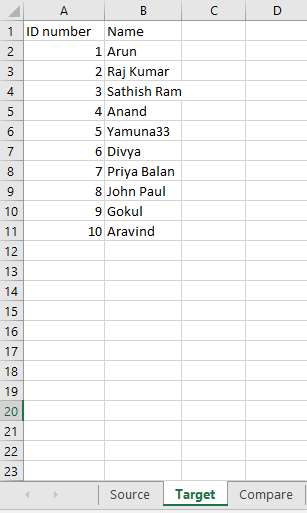 A B C D
1 ID number Name
2 1 Arun
3 2 Raj Kumar
4 3 Sathish Ram
5 4 Anand
6 5 Yamuna33
7 6 Divya
8 7 Priya Balan
9 8 John Paul
10 9 Gokul
11 10 Aravind
12
13
14
15
16
17
18
19
20
21
22
23
Source Target Compare